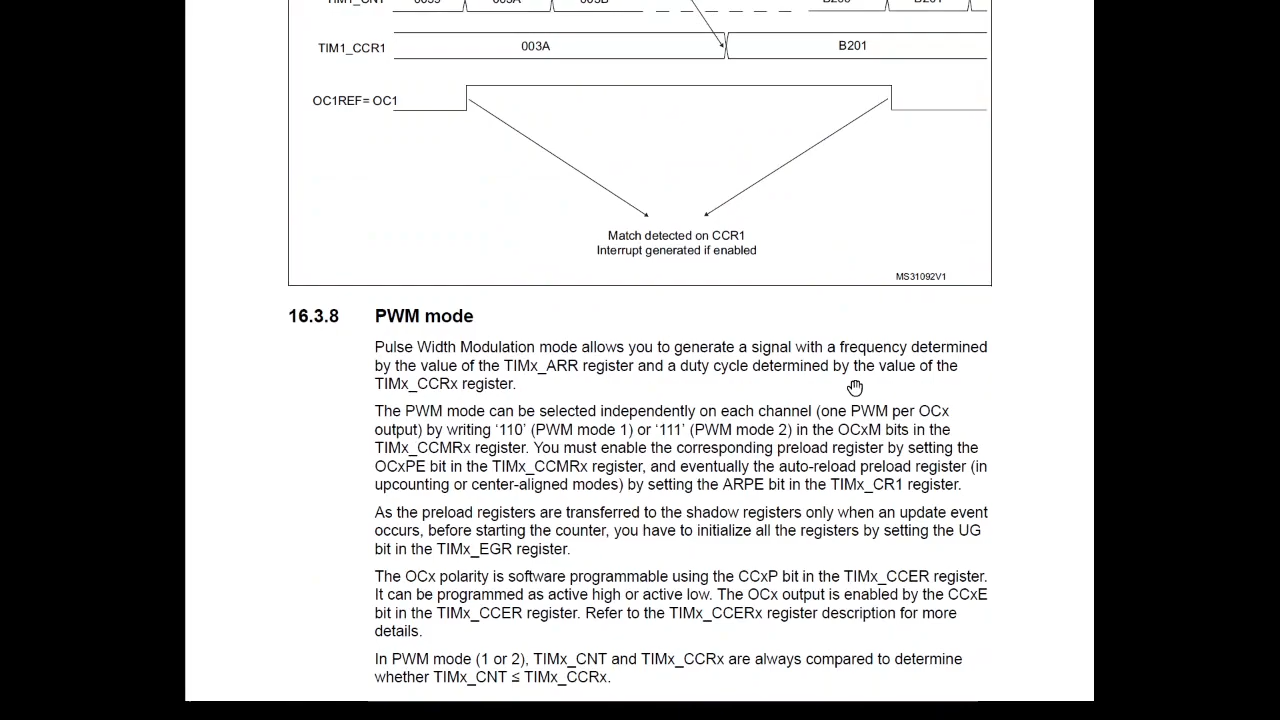 TIM1_CNT 0039 003A 003B B200 B201
TIM1_CCR1 003A B201
OC1REF= OC1
Match detected on CCR1
Interrupt generated if enabled
MS31092V1
16.3.8 PWM mode
Pulse Width Modulation mode allows you to generate a signal with a frequency determined
by the value of the TIMx_ARR register and a duty cycle determined by the value of the
TIMx_CCRx register.
The PWM mode can be selected independently on each channel (one PWM per OCx
output) by writing ‘110’ (PWM mode 1) or ‘111’ (PWM mode 2) in the OCxM bits in the
TIMx_CCMRx register. You must enable the corresponding preload register by setting the
OCxPE bit in the TIMx_CCMRx register, and eventually the auto-reload preload register (in
upcounting or center-aligned modes) by setting the ARPE bit in the TIMx_CR1 register.
As the preload registers are transferred to the shadow registers only when an update event
occurs, before starting the counter, you have to initialize all the registers by setting the UG
bit in the TIMx_EGR register.
The OCx polarity is software programmable using the CCxP bit in the TIMx_CCER register.
It can be programmed as active high or active low. The OCx output is enabled by the CCxE
bit in the TIMx_CCER register. Refer to the TIMx_CCERx register description for more
details.
In PWM mode (1 or 2), TIMx_CNT and TIMx_CCRx are always compared to determine
whether TIMx_CNT ≤ TIMx_CCRx.